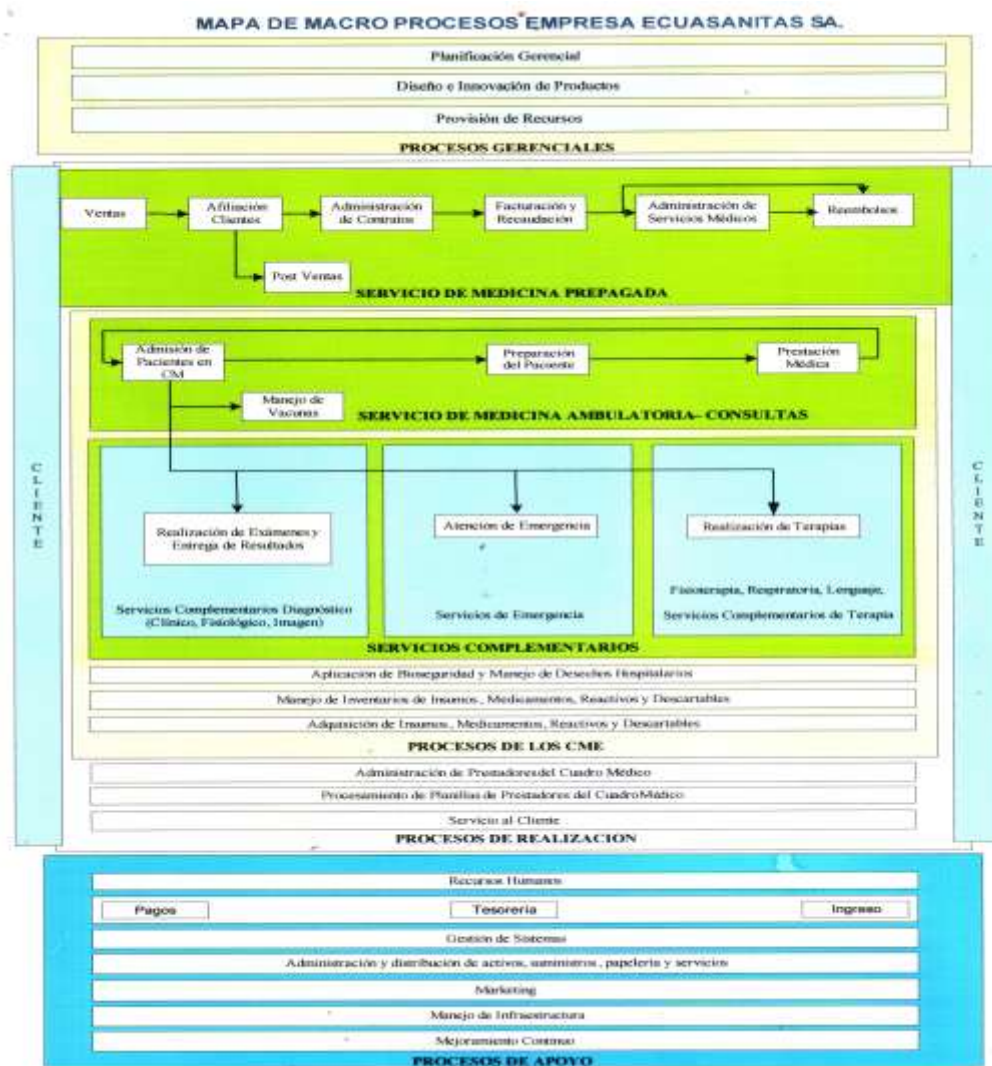 MAPA DE MACRO PROCESOS EMPRESA ECUASANITAS SA.
Planificación Gerencial
Diseño e Innovación de Productos
Provisión de Recursos
PROCESOS GERENCIALES
CLIENTE
Ventas
Afiliación
Clientes
Administración
de Contratos
Facturación y
Recaudación
Administración de
Servicios Médicos
Reembolsos
Post Ventas
SERVICIO DE MEDICINA PREPAGADA
Admisión de
Pacientes en
CM
Preparación
del Paciente
Prestación
Médica
Manejo de
Vacunas
SERVICIO DE MEDICINA AMBULATORIA– CONSULTAS
Realización de Exámenes y
Entrega de Resultados
Servicios Complementarios Diagnóstico
(Clínico, Fisiológico, Imagen)
Atención de Emergencia
Servicios de Emergencia
Realización de Terapias
Fisioterapia, Respiratoria, Lenguaje,
Servicios Complementarios de Terapia
SERVICIOS COMPLEMENTARIOS
Aplicación de Bioseguridad y Manejo de Desechos Hospitalarios
Manejo de Inventarios de Insumos, Medicamentos, Reactivos y Descartables
Adquisición de Insumos, Medicamentos, Reactivos y Descartables
PROCESOS DE LOS CME
Administración de Prestadores del Cuadro Médico
Procesamiento de Planillas de Prestadores del Cuadro Médico
Servicio al Cliente
PROCESOS DE REALIZACION
CLIENTE
Recursos Humanos
Pagos
Tesorería
Ingreso
Gestión de Sistemas
Administración y distribución de activos, suministros, papelería y servicios
Marketing
Manejo de Infraestructura
Mejoramiento Continuo
PROCESOS DE APOYO